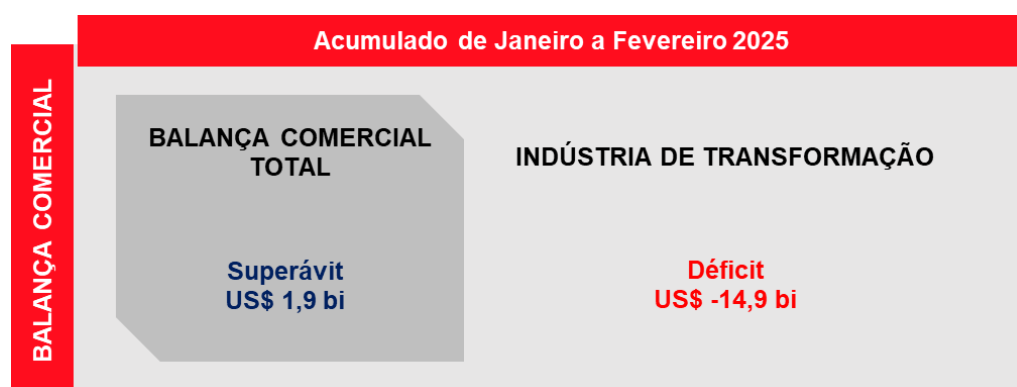 Acumulado de Janeiro a Fevereiro 2025
BALANÇA COMERCIAL
BALANÇA COMERCIAL
TOTAL
INDÚSTRIA DE TRANSFORMAÇÃO
Superávit
US$ 1,9 bi
Déficit
US$ -14,9 bi